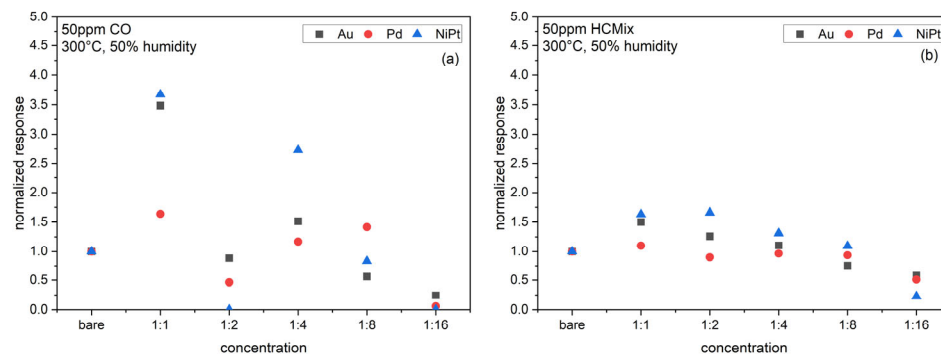 50ppm CO
300°C, 50% humidity
Au Pd NiPt
(a)
5.0
4.5
4.0
3.5
3.0
2.5
2.0
1.5
1.0
0.5
0.0
normalized response
bare 1:1 1:2 1:4 1:8 1:16
concentration
50ppm HCMix
300°C, 50% humidity
Au Pd NiPt
(b)
5.0
4.5
4.0
3.5
3.0
2.5
2.0
1.5
1.0
0.5
0.0
normalized response
bare 1:1 1:2 1:4 1:8 1:16
concentration